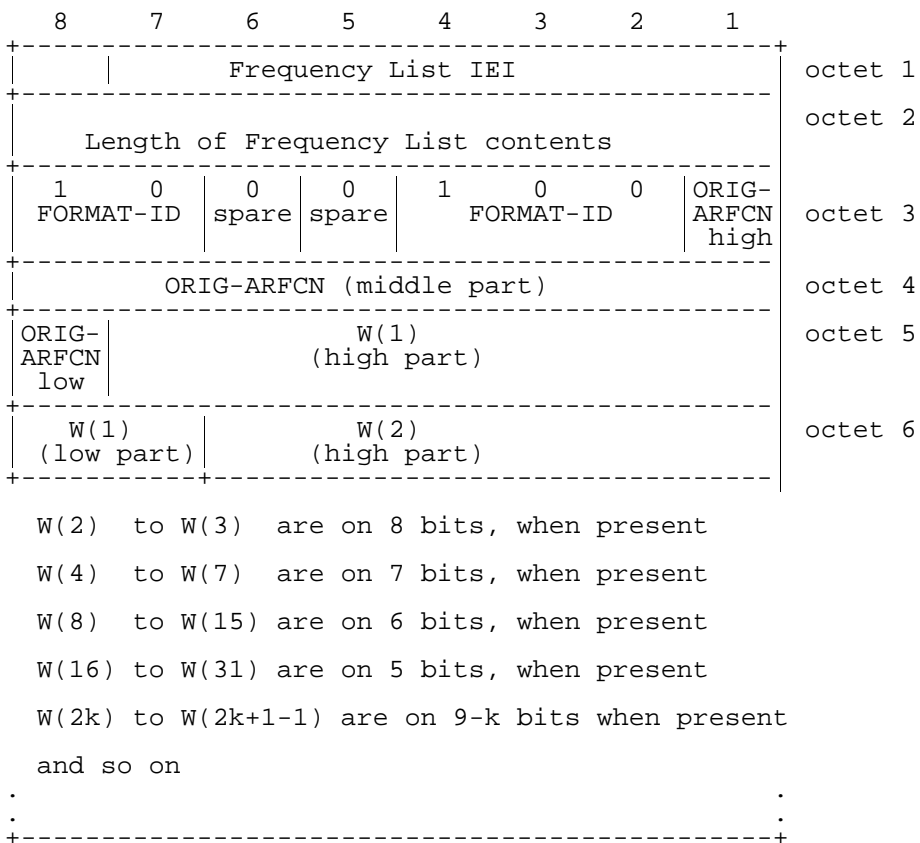 8 7 6 5 4 3 2 1
Frequency List IEI octet 1
octet 2
Length of Frequency List contents
1 0 0 0 1 0 0 ORIG-
FORMAT-ID spare spare FORMAT-ID ARFCN octet 3
high
ORIG-ARFCN (middle part) octet 4
ORIG- W(1) octet 5
ARFCN (high part)
low
W(1) W(2) octet 6
(low part) (high part)
W(2) to W(3) are on 8 bits, when present
W(4) to W(7) are on 7 bits, when present
W(8) to W(15) are on 6 bits, when present
W(16) to W(31) are on 5 bits, when present
W(2k) to W(2k+1-1) are on 9-k bits when present
and so on
. .
. .